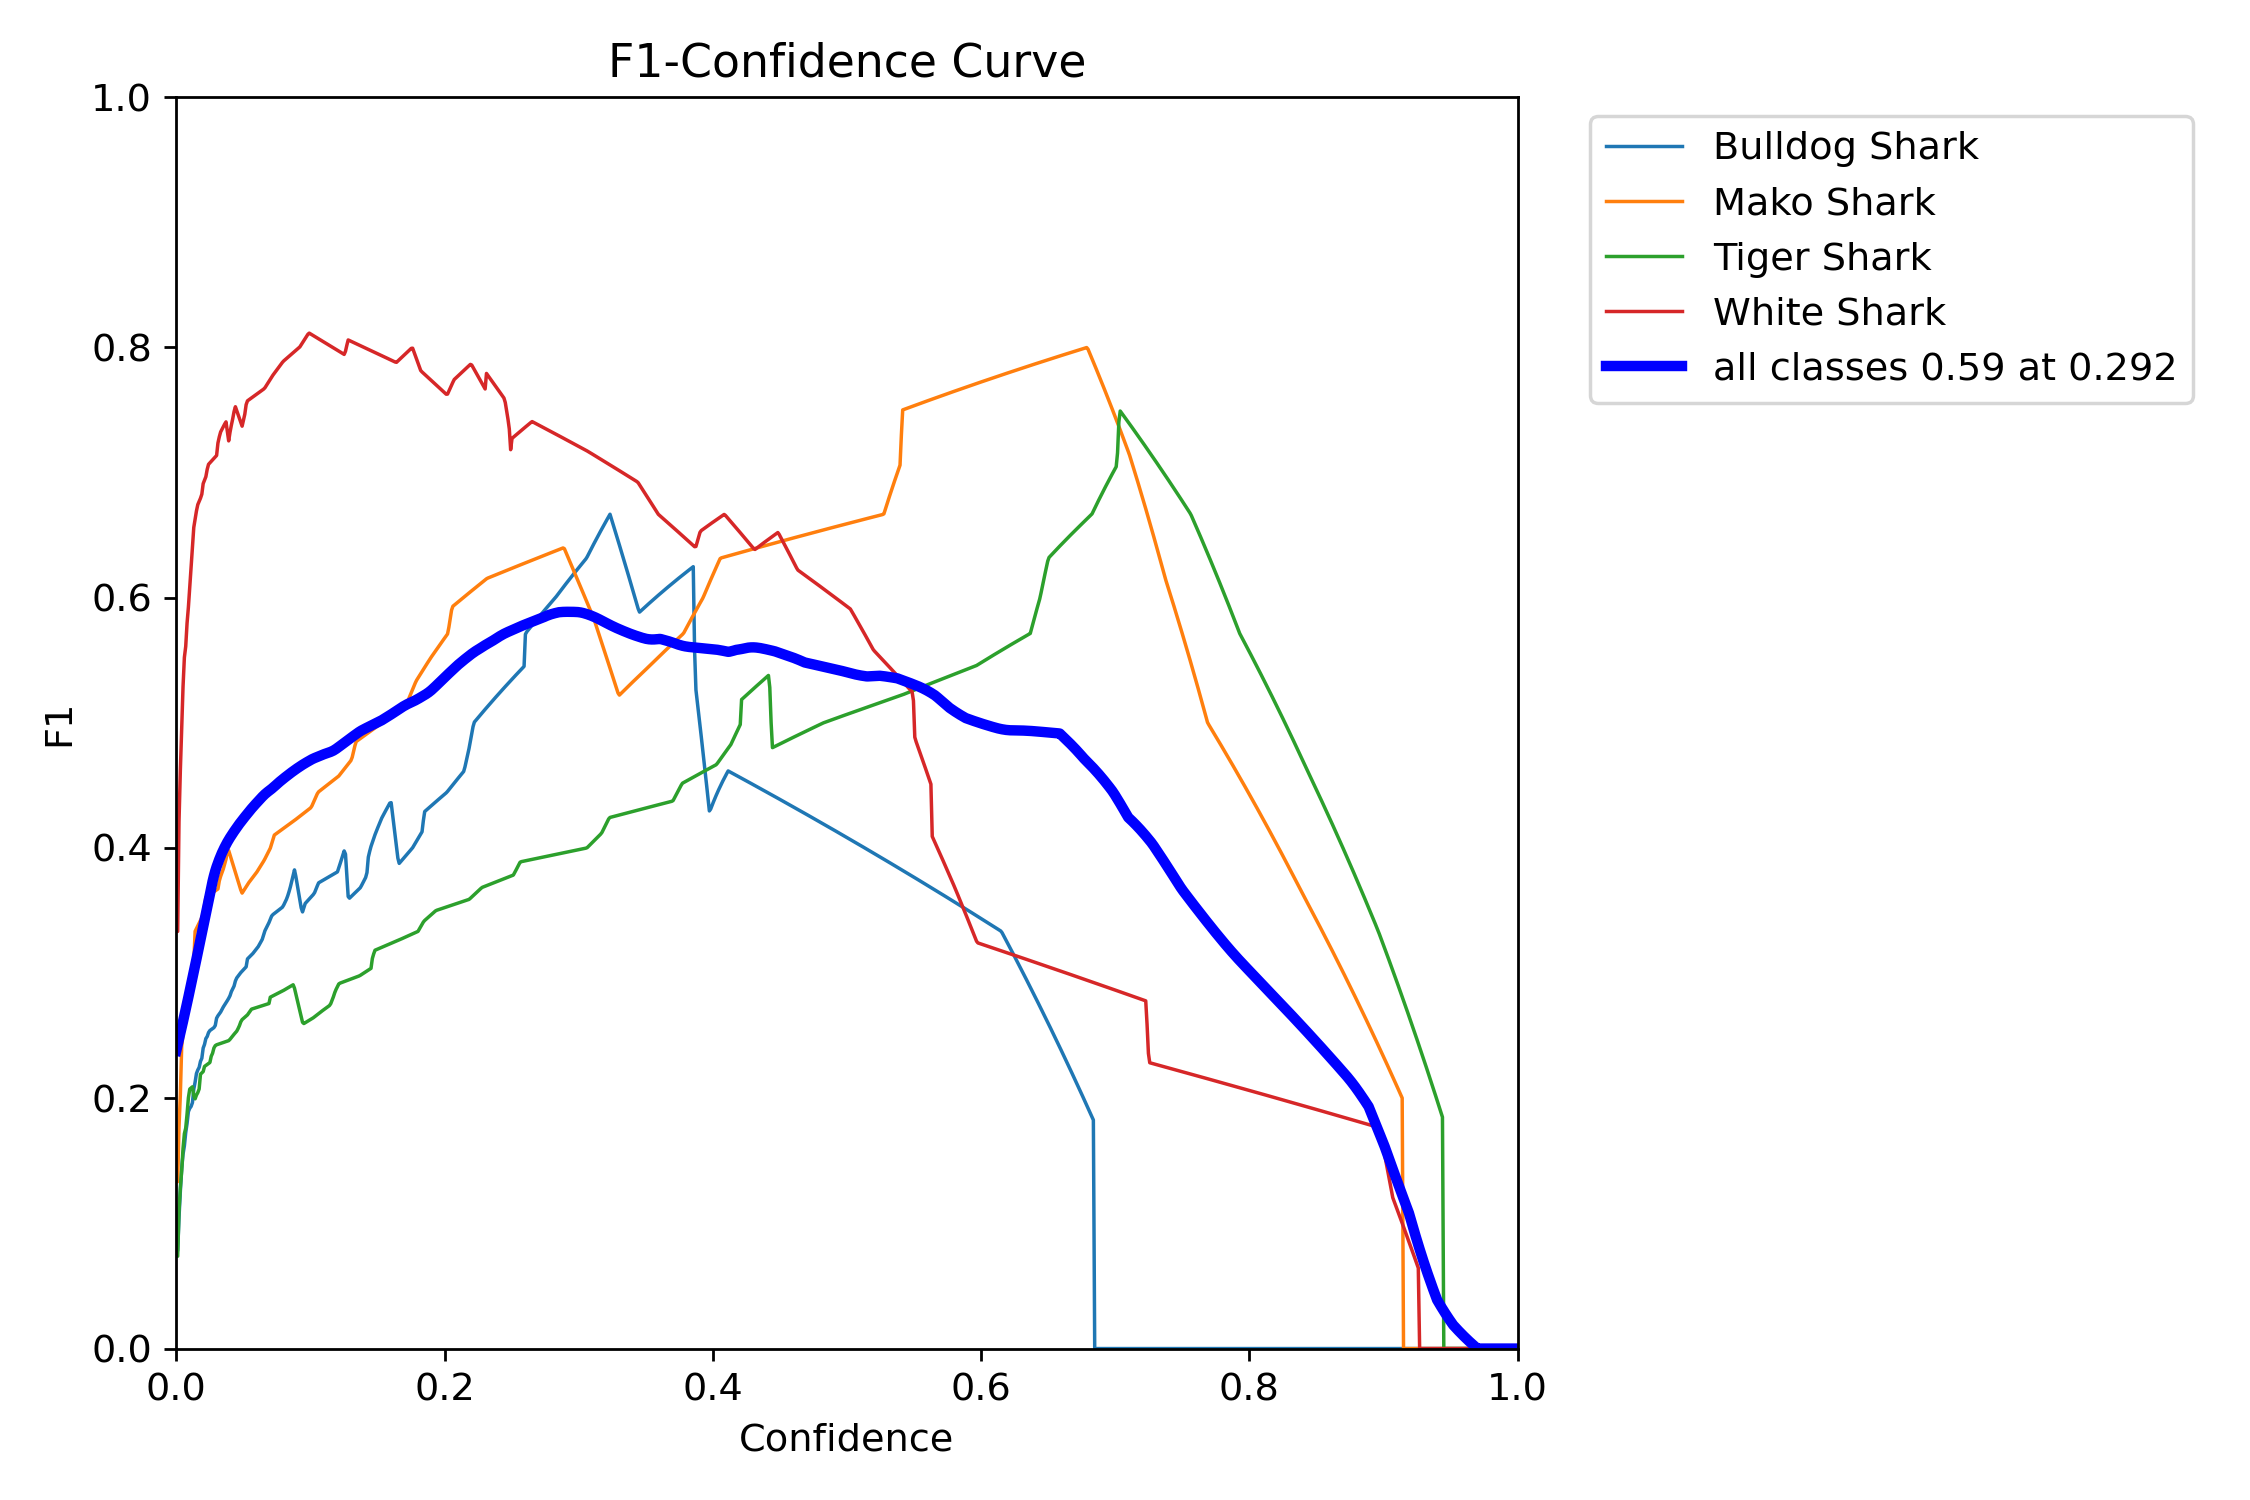 F1-Confidence Curve
1.0
0.8
0.6
0.4
0.2
0.0
F1
0.0 0.2 0.4 0.6 0.8 1.0
Confidence
Bulldog Shark
Mako Shark
Tiger Shark
White Shark
all classes 0.59 at 0.292